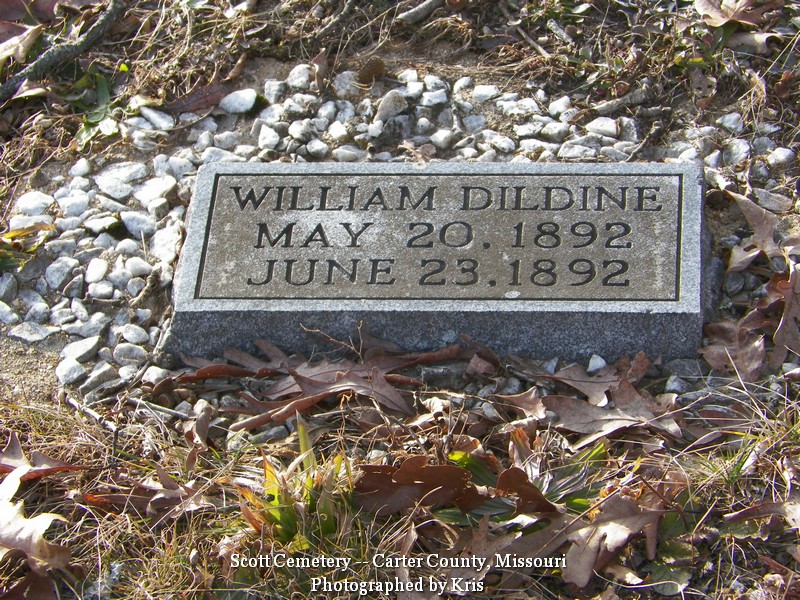 WILLIAM DILDINE
MAY 20, 1892
JUNE 23, 1892
Scott Cemetery -- Carter County, Missouri
Photographed by Kris